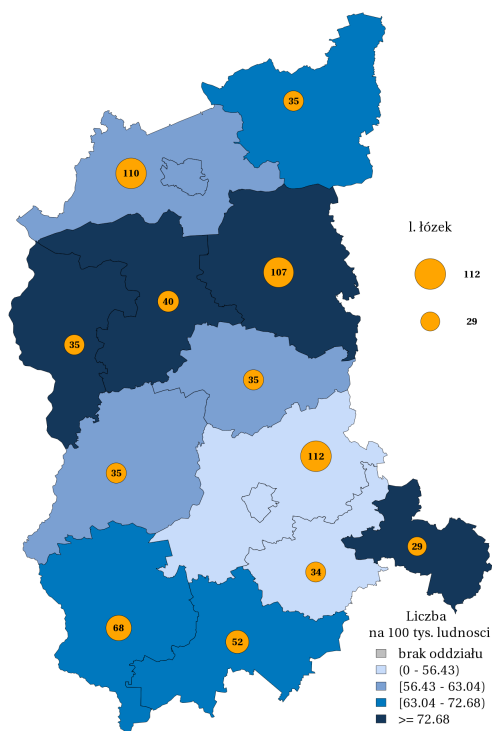 35
110
l. łózek
107
112
40
29
35
35
112
35
29
34
Liczba
na 100 tys. ludnosci
68
52
brak oddziału
(0 - 56.43)
[56.43 - 63.04)
[63.04 - 72.68)
>= 72.68